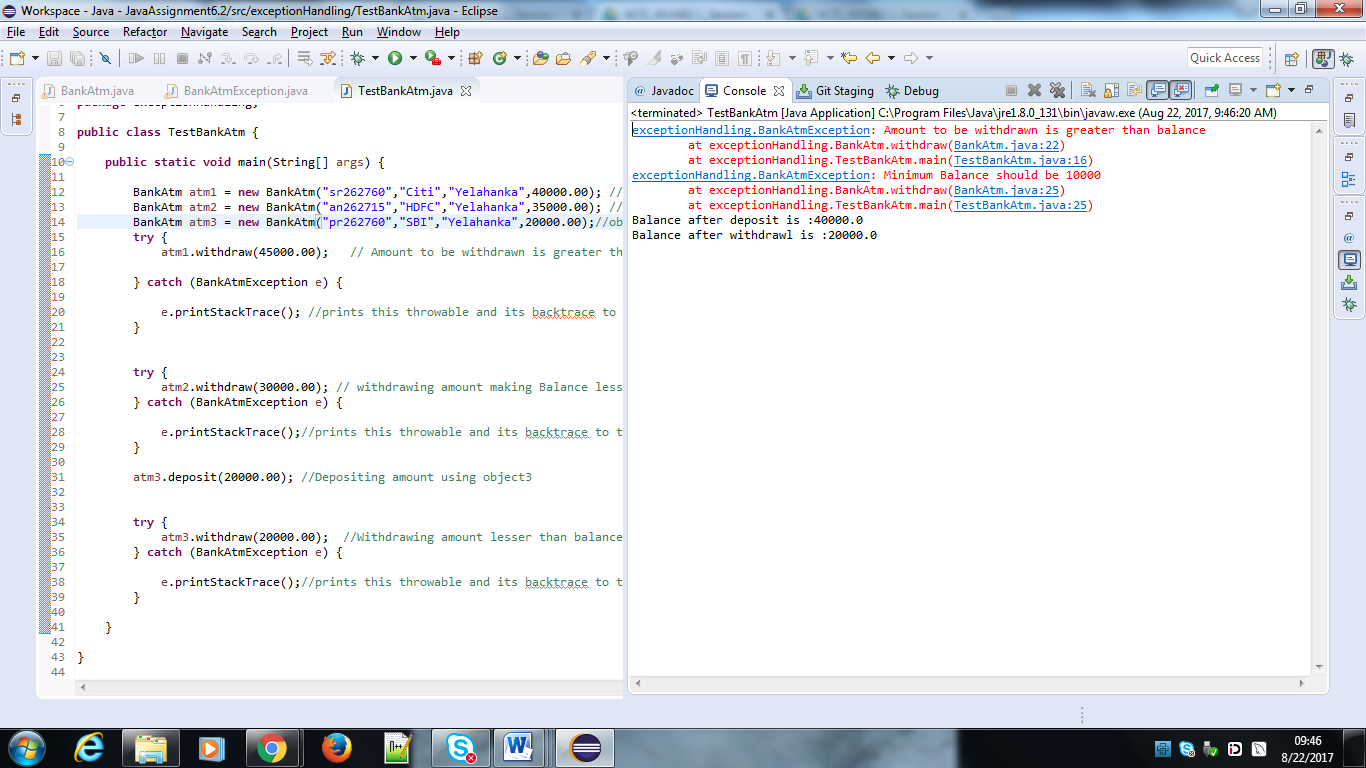 Workspace - Java - JavaAssignment6.2/src/exceptionHandling/TestBankAtm.java - Eclipse
File Edit Source Refactor Navigate Search Project Run Window Help
Quick Access
BankAtm.java BankAtmException.java TestBankAtm.java
7
8 public class TestBankAtm {
9
10 public static void main(String[] args) {
11
12 BankAtm atm1 = new BankAtm("sr262760","Citi","Yelahanka",40000.00); //
13 BankAtm atm2 = new BankAtm("an262715","HDFC","Yelahanka",35000.00); //
14 BankAtm atm3 = new BankAtm("pr262760","SBI","Yelahanka",20000.00);//ob
15 try {
16 atm1.withdraw(45000.00); // Amount to be withdrawn is greater th
17
18 } catch (BankAtmException e) {
19
20 e.printStackTrace(); //prints this throwable and its backtrace to
21 }
22
23
24 try {
25 atm2.withdraw(30000.00); // withdrawing amount making Balance less
26 } catch (BankAtmException e) {
27
28 e.printStackTrace();//prints this throwable and its backtrace to t
29 }
30
31 atm3.deposit(20000.00); //Depositing amount using object3
32
33
34 try {
35 atm3.withdraw(20000.00); //Withdrawing amount lesser than balance
36 } catch (BankAtmException e) {
37
38 e.printStackTrace();//prints this throwable and its backtrace to t
39 }
40
41 }
42
43 }
44
Javadoc Console Git Staging Debug
<terminated> TestBankAtm [Java Application] C:\Program Files\Java\jre1.8.0_131\bin\javaw.exe (Aug 22, 2017, 9:46:20 AM)
exceptionHandling.BankAtmException: Amount to be withdrawn is greater than balance
at exceptionHandling.BankAtm.withdraw(BankAtm.java:22)
at exceptionHandling.TestBankAtm.main(TestBankAtm.java:16)
exceptionHandling.BankAtmException: Minimum Balance should be 10000
at exceptionHandling.BankAtm.withdraw(BankAtm.java:25)
at exceptionHandling.TestBankAtm.main(TestBankAtm.java:25)
Balance after deposit is :40000.0
Balance after withdrawl is :20000.0
09:46
8/22/2017